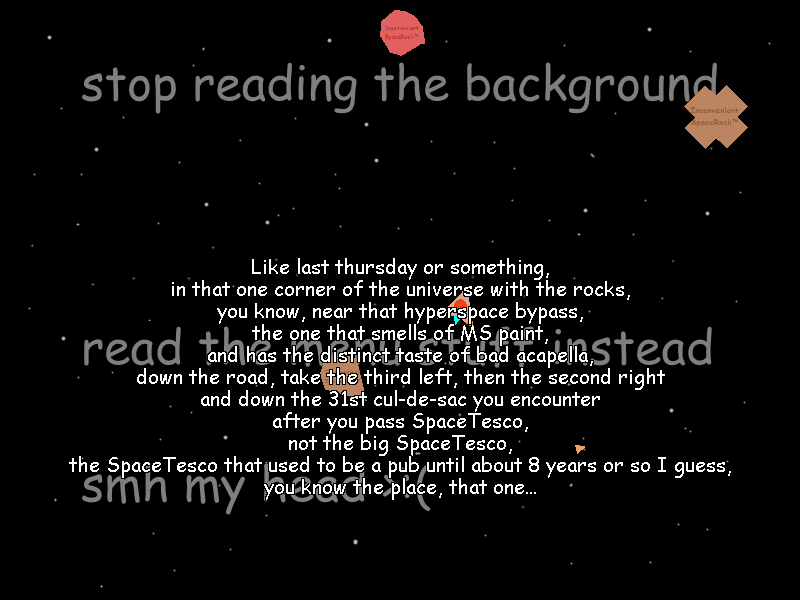 Inconvenient
SpaceRock™
stop reading the background
Inconvenient
SpaceRock™
Like last thursday or something,
in that one corner of the universe with the rocks,
you know, near that hyperspace bypass,
the one that smells of MS paint,
read the menu stuff instead
and has the distinct taste of bad acapella,
down the road, take the third left, then the second right
and down the 31st cul-de-sac you encounter
after you pass SpaceTesco,
not the big SpaceTesco,
the SpaceTesco that used to be a pub until about 8 years or so I guess,
smh my head >:(
you know the place, that one...